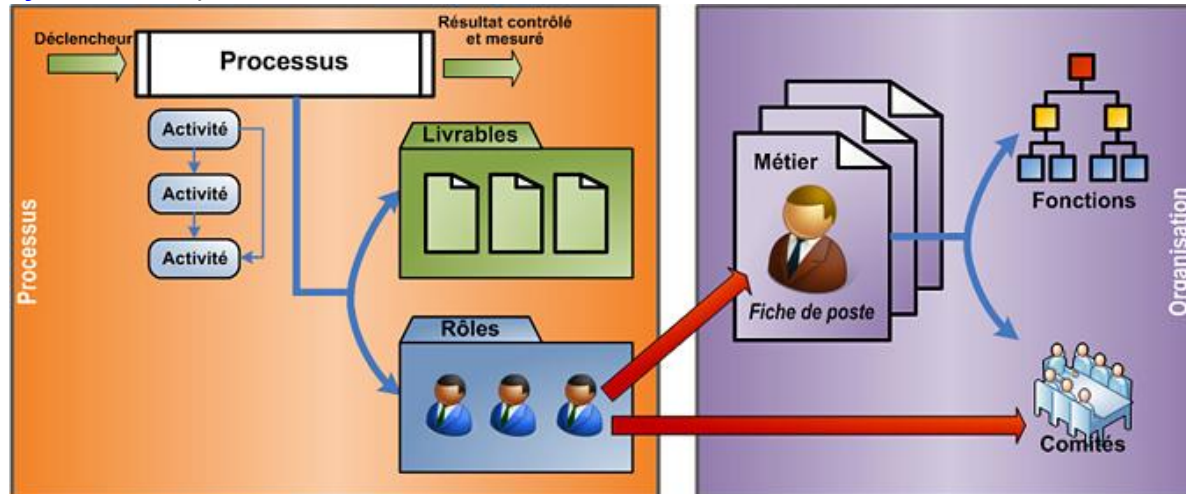 Déclencheur
Processus
Résultat contrôlé
et mesuré
Activité
Activité
Activité
Livrables
Rôles
Processus
Métier
Fiche de poste
Fonctions
Comités
Organisation